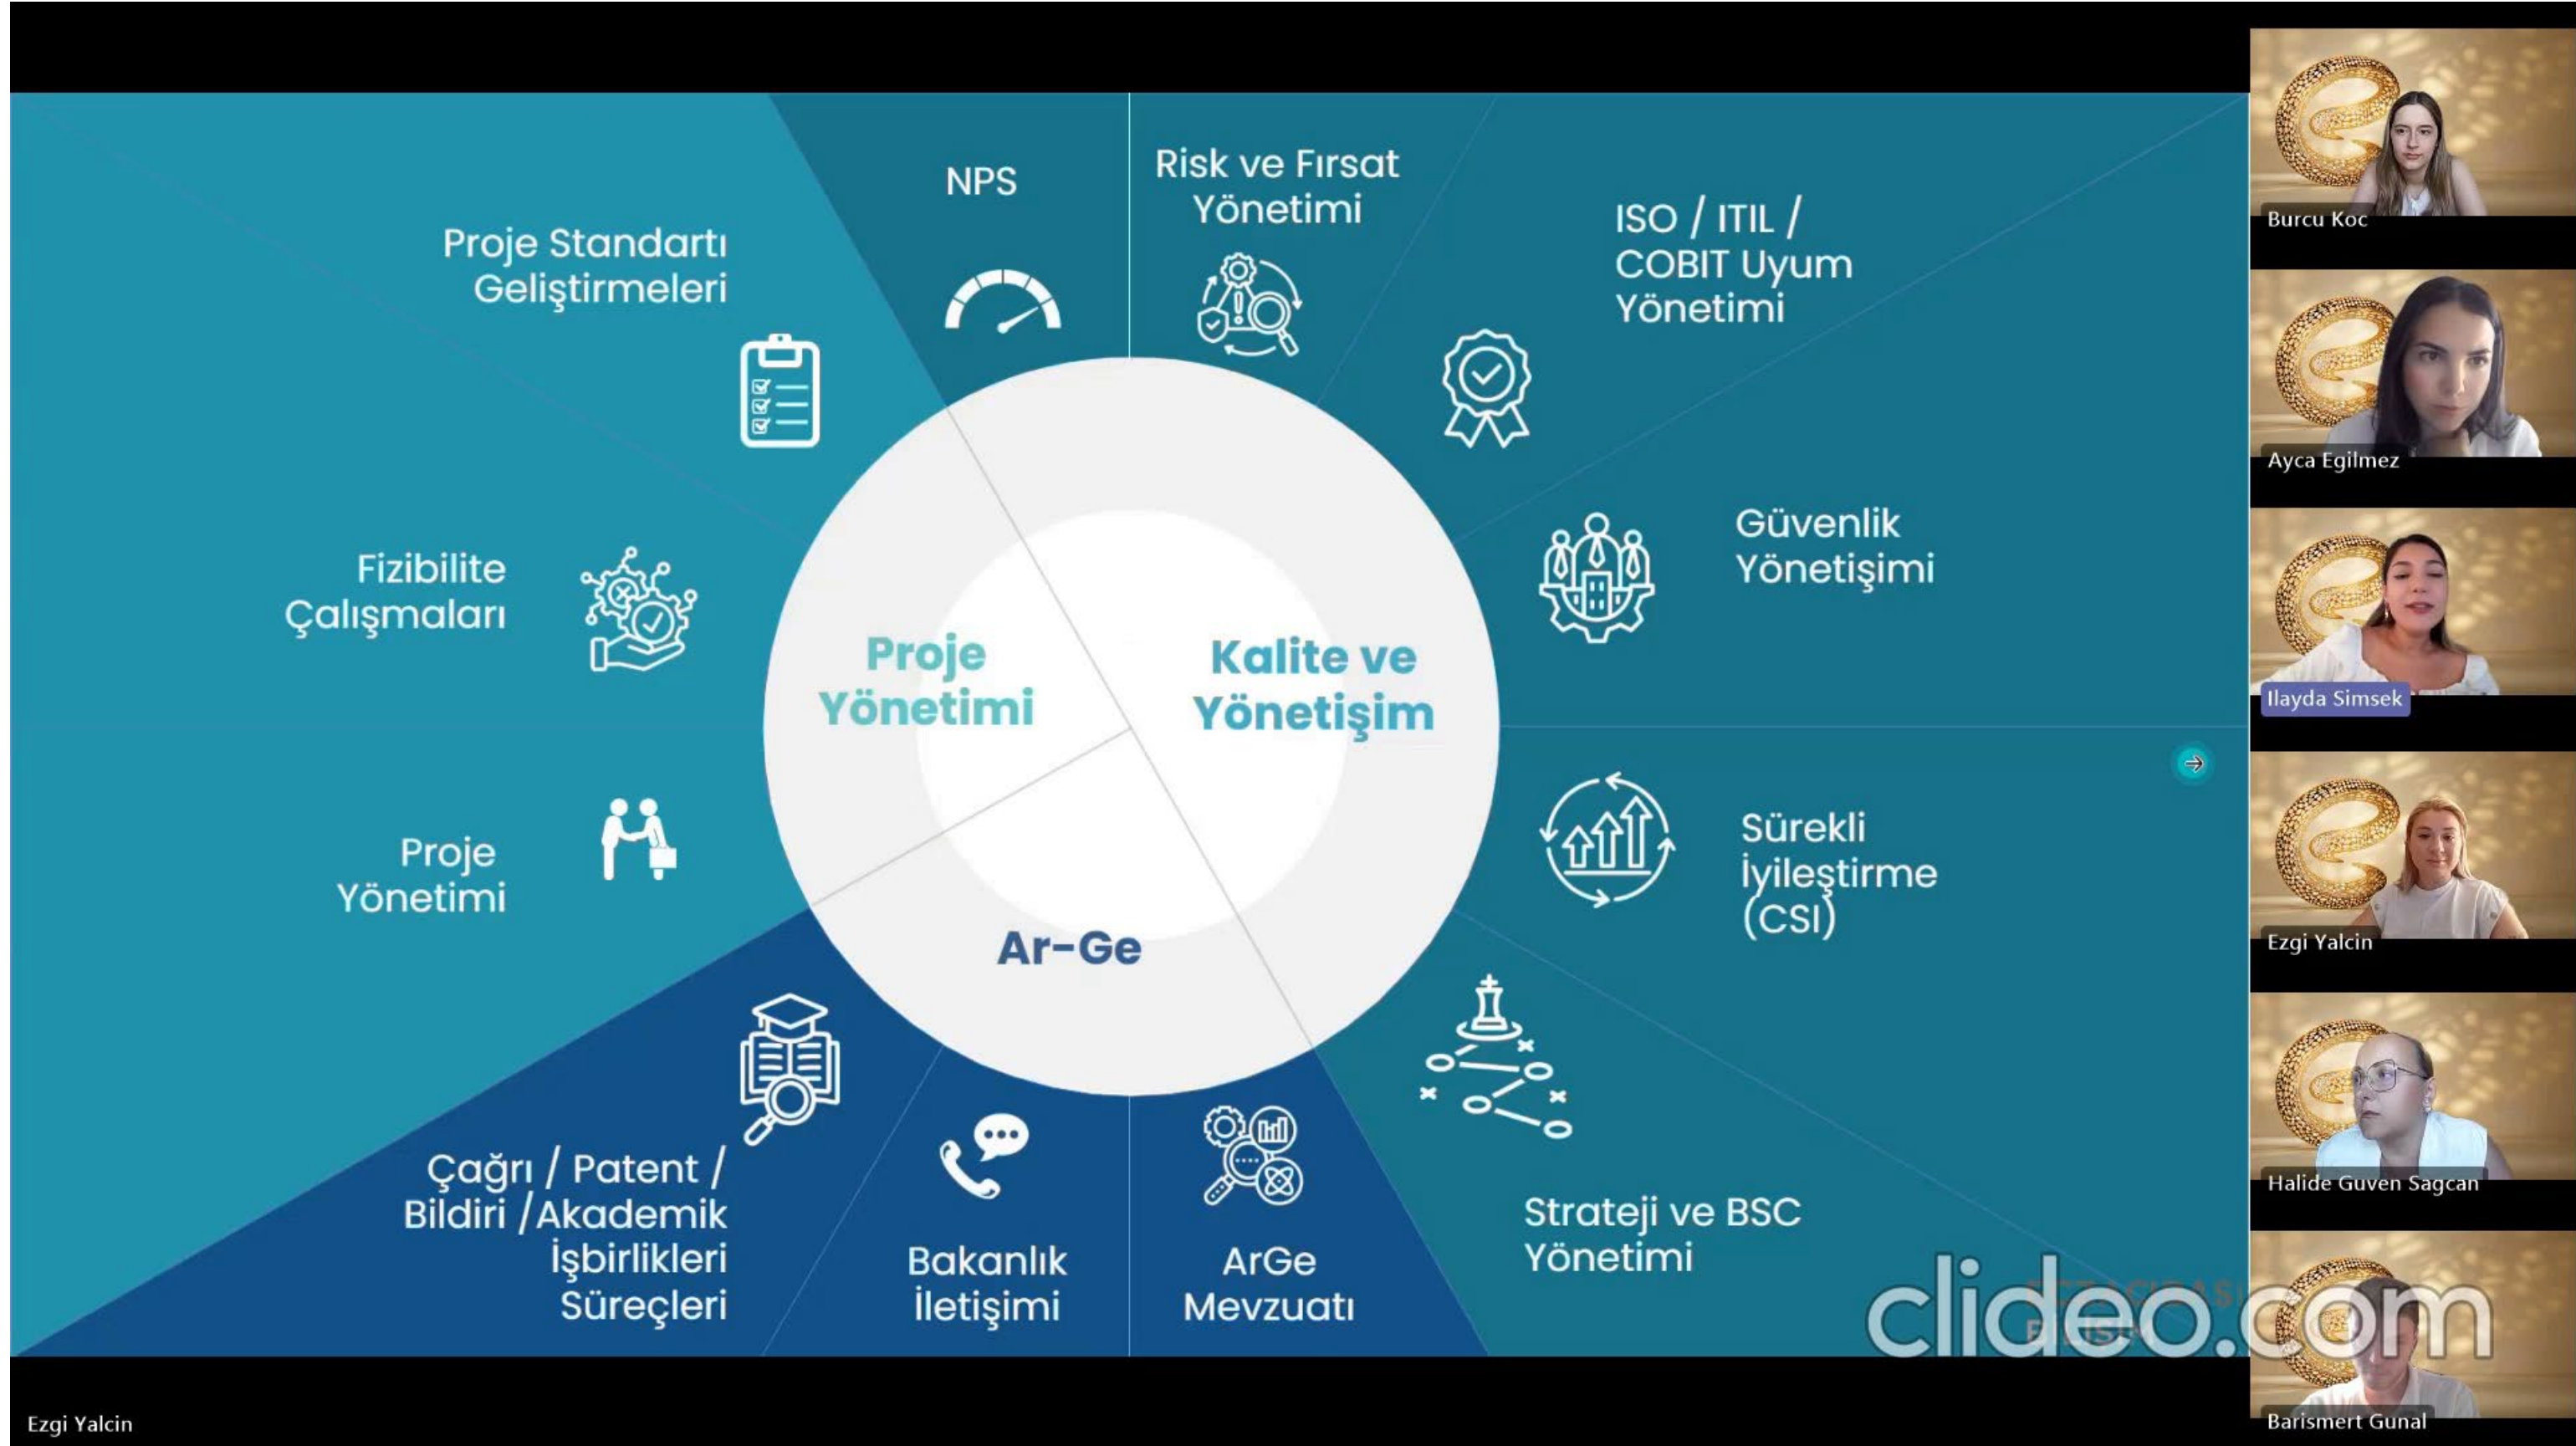 NPS
Risk ve Fırsat
Yönetimi
ISO / ITIL /
COBIT Uyum
Yönetimi
Güvenlik
Yönetişimi
Sürekli
İyileştirme
(CSI)
Strateji ve BSC
Yönetimi
ArGe
Mevzuatı
Bakanlık
İletişimi
Çağrı / Patent /
Bildiri /Akademik
İşbirlikleri
Süreçleri
Proje
Yönetimi
Fizibilite
Çalışmaları
Proje Standartı
Geliştirmeleri
Proje
Yönetimi
Kalite ve
Yönetişim
Ar-Ge
Burcu Koc
Ayca Egilmez
Ilayda Simsek
Ezgi Yalcin
Halide Guven Sagcan
Barismert Gunal
clideo.com
Ezgi Yalcin